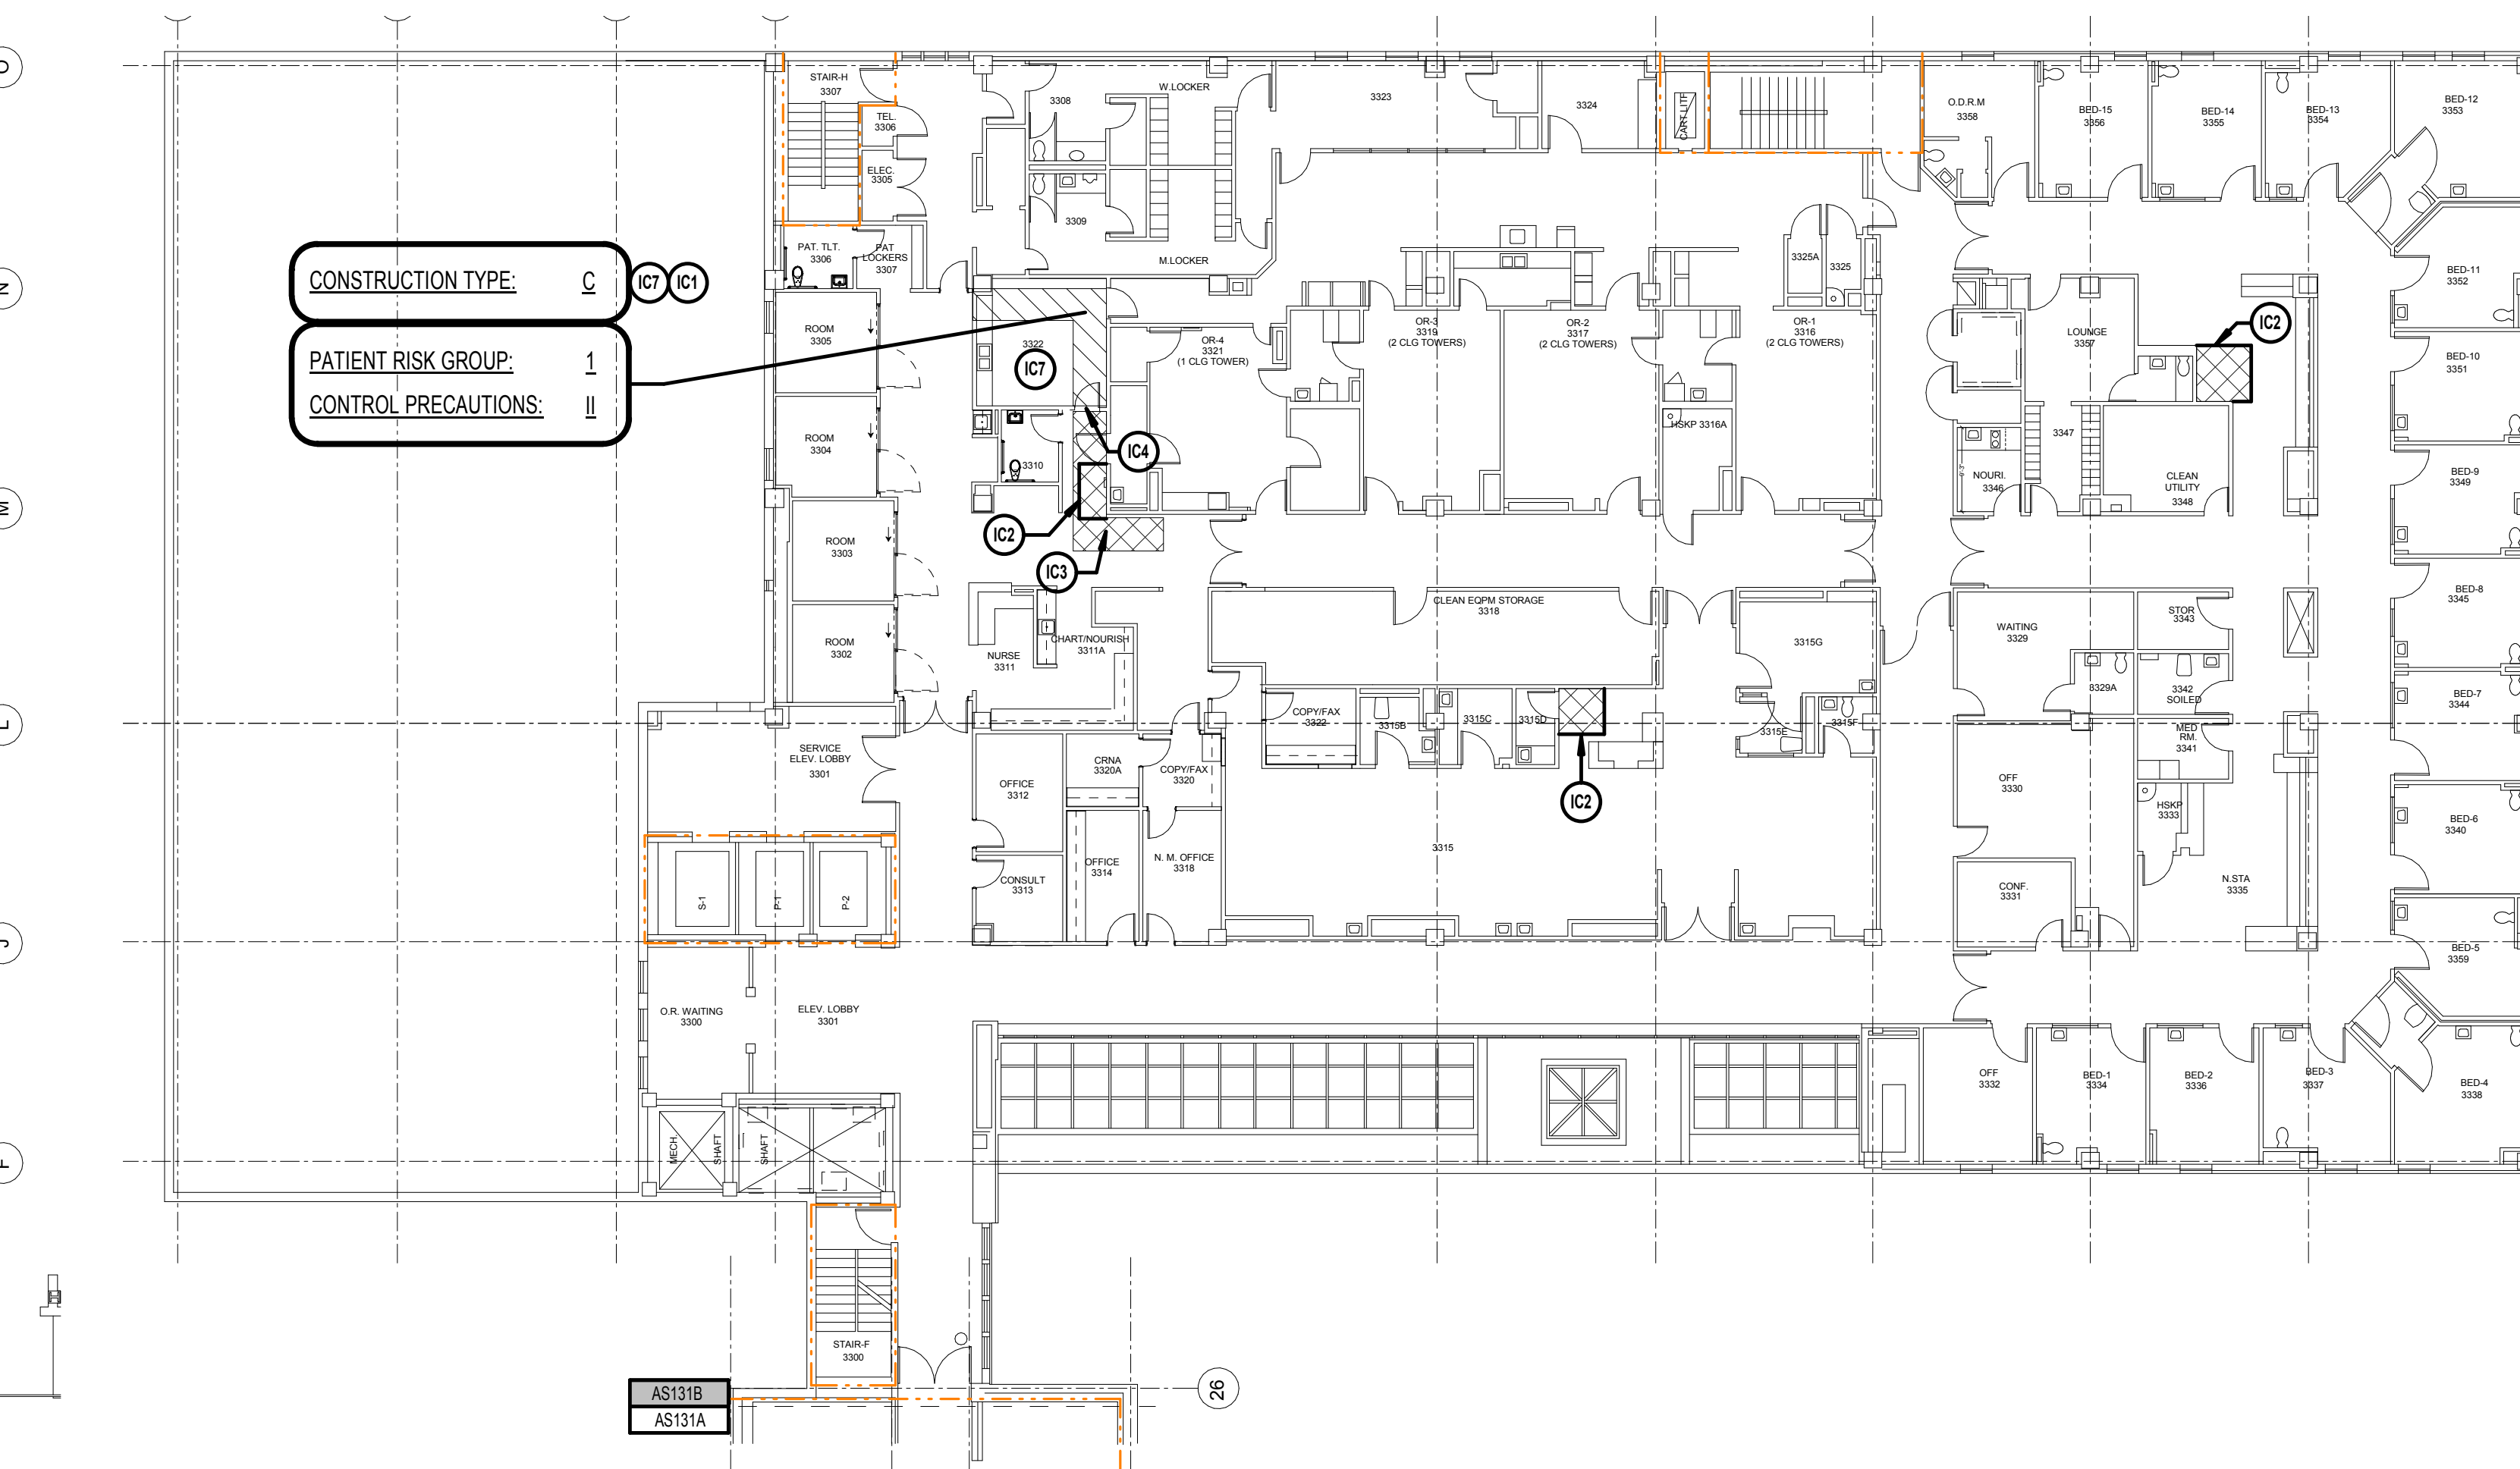 O
N
M
L
J
F
STAIR-H
3307
TEL.
3306
ELEC.
3305
3308
3309
W.LOCKER
M.LOCKER
3323
3324
CART LITF
O.D.R.M
3358
BED-15
3356
BED-14
3355
BED-13
3354
BED-12
3353
BED-11
3352
BED-10
3351
BED-9
3349
BED-8
3345
BED-7
3344
BED-6
3340
BED-5
3359
BED-4
3338
BED-3
3337
BED-2
3336
BED-1
3334
OFF
3332
CONSTRUCTION TYPE: C
IC7
IC1
PATIENT RISK GROUP: 1
CONTROL PRECAUTIONS: II
PAT. TLT.
3306
PAT
LOCKERS
3307
ROOM
3305
ROOM
3304
ROOM
3303
ROOM
3302
3322
IC7
IC4
3310
IC2
IC3
OR-4
3321
(1 CLG TOWER)
OR-3
3319
(2 CLG TOWERS)
OR-2
3317
(2 CLG TOWERS)
OR-1
3316
(2 CLG TOWERS)
HSKP 3316A
3325A
3325
LOUNGE
3357
IC2
3347
NOURI.
3346
9'-3"
CLEAN
UTILITY
3348
CHART/NOURISH
3311A
NURSE
3311
CLEAN EQPM STORAGE
3318
3315G
WAITING
3329
STOR
3343
3329A
3342
SOILED
MED
RM.
3341
HSKP
3333
OFF
3330
CONF.
3331
N.STA
3335
COPY/FAX
3322
3315B
3315C
3315D
3315E
3315F
IC2
3315
SERVICE
ELEV. LOBBY
3301
OFFICE
3312
CRNA
3320A
COPY/FAX
3320
CONSULT
3313
OFFICE
3314
N. M. OFFICE
3318
S-1
P-1
P-2
O.R. WAITING
3300
ELEV. LOBBY
3301
MECH.
SHAFT
SHAFT
STAIR-F
3300
AS131B
AS131A
26